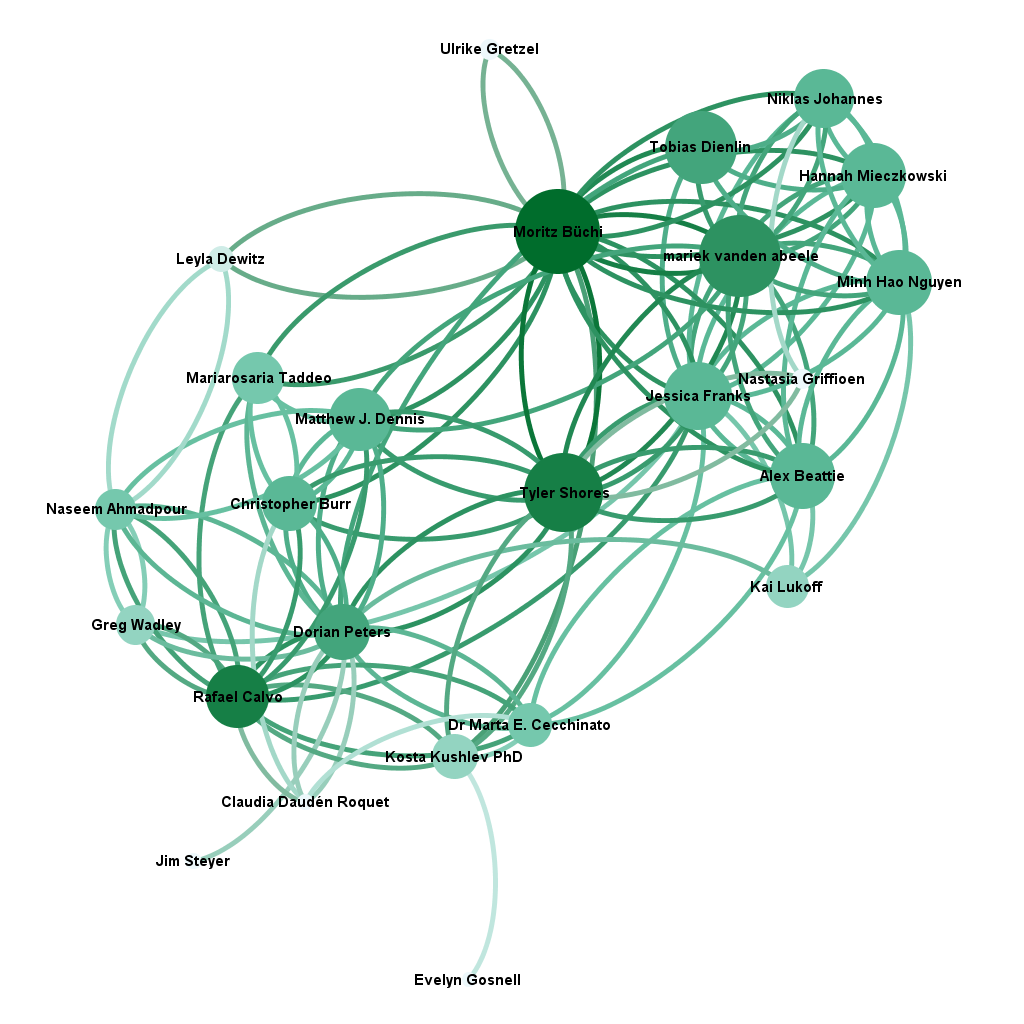 Ulrike Gretzel
Niklas Johannes
Tobias Dienlin
Hannah Mieczkowski
Moritz Büchi
mariek vanden abeele
Leyla Dewitz
Minh Hao Nguyen
Mariarosaria Taddeo
Nastasia Griffioen
Jessica Franks
Matthew J. Dennis
Alex Beattie
Tyler Shores
Christopher Burr
Naseem Ahmadpour
Kai Lukoff
Greg Wadley
Dorian Peters
Rafael Calvo
Dr Marta E. Cecchinato
Kosta Kushlev PhD
Claudia Daudén Roquet
Jim Steyer
Evelyn Gosnell